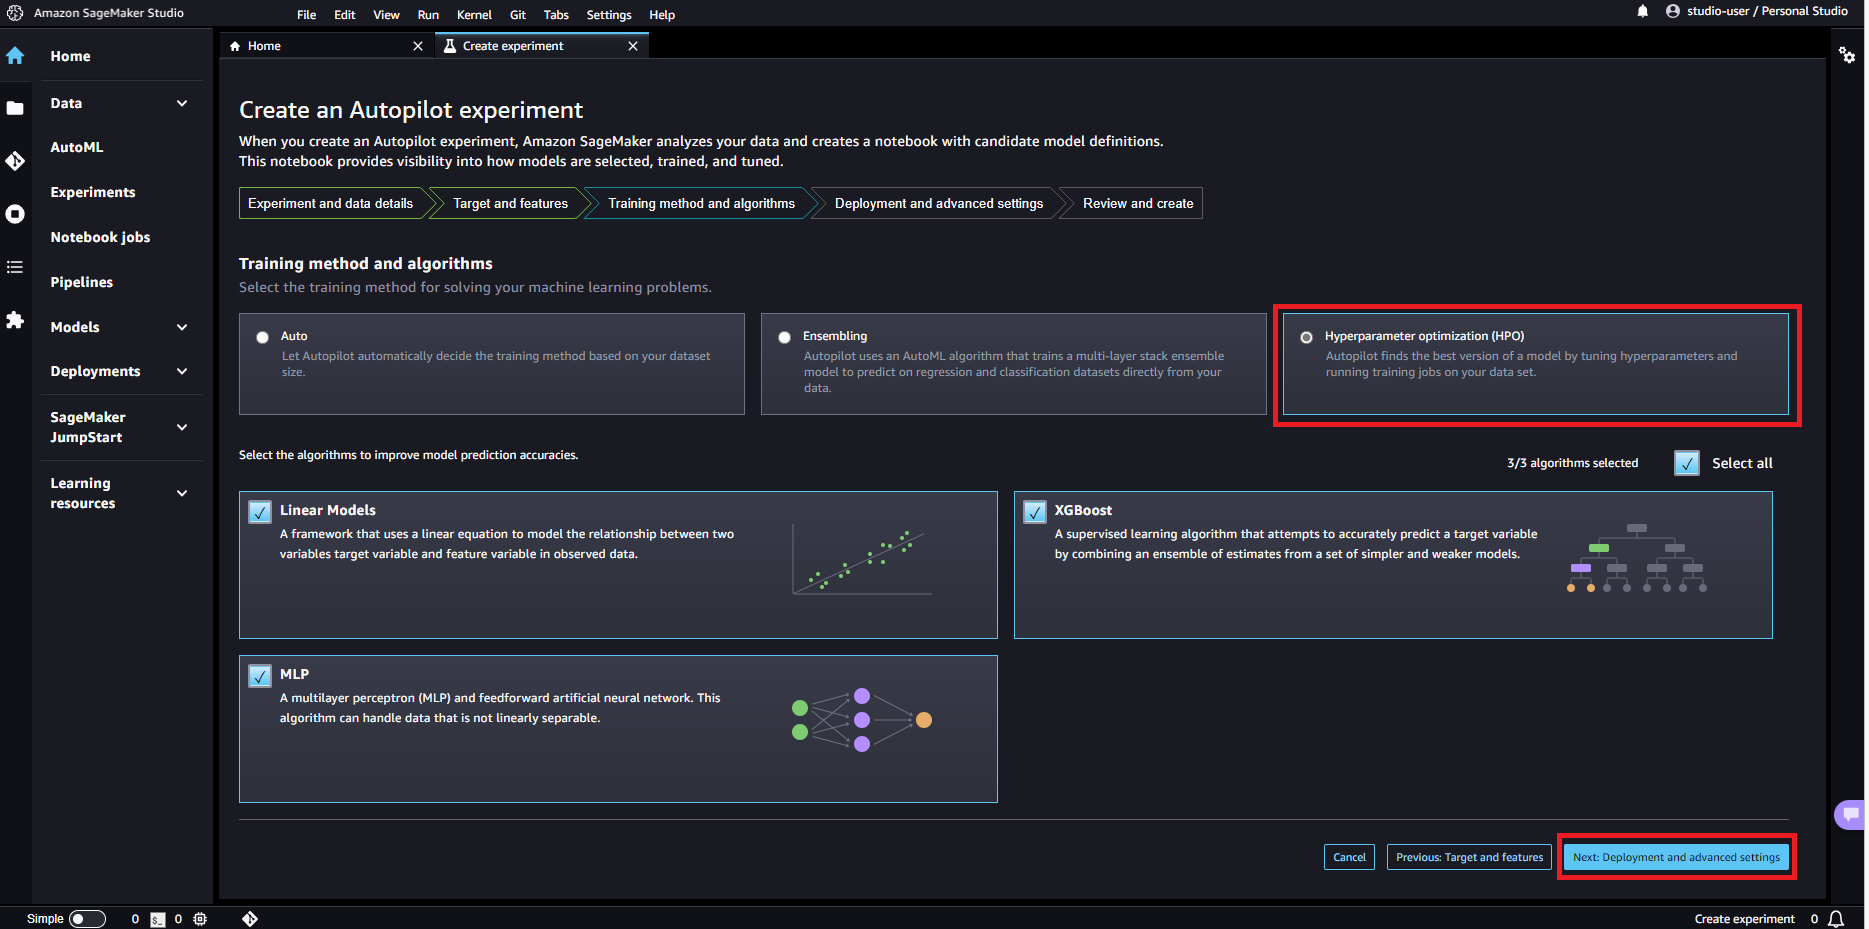 Amazon SageMaker Studio
File Edit View Run Kernel Git Tabs Settings Help
studio-user / Personal Studio
Home
Data
AutoML
Experiments
Notebook jobs
Pipelines
Models
Deployments
SageMaker
JumpStart
Learning
resources
Home
Create experiment
Create an Autopilot experiment
When you create an Autopilot experiment, Amazon SageMaker analyzes your data and creates a notebook with candidate model definitions.
This notebook provides visibility into how models are selected, trained, and tuned.
Experiment and data details
Target and features
Training method and algorithms
Deployment and advanced settings
Review and create
Training method and algorithms
Select the training method for solving your machine learning problems.
Auto
Let Autopilot automatically decide the training method based on your dataset
size.
Ensembling
Autopilot uses an AutoML algorithm that trains a multi-layer stack ensemble
model to predict on regression and classification datasets directly from your
data.
Hyperparameter optimization (HPO)
Autopilot finds the best version of a model by tuning hyperparameters and
running training jobs on your data set.
Select the algorithms to improve model prediction accuracies.
3/3 algorithms selected
Select all
Linear Models
A framework that uses a linear equation to model the relationship between two
variables target variable and feature variable in observed data.
XGBoost
A supervised learning algorithm that attempts to accurately predict a target variable
by combining an ensemble of estimates from a set of simpler and weaker models.
MLP
A multilayer perceptron (MLP) and feedforward artificial neural network. This
algorithm can handle data that is not linearly separable.
Cancel
Previous: Target and features
Next: Deployment and advanced settings
Simple
0
$_
0
Create experiment
0